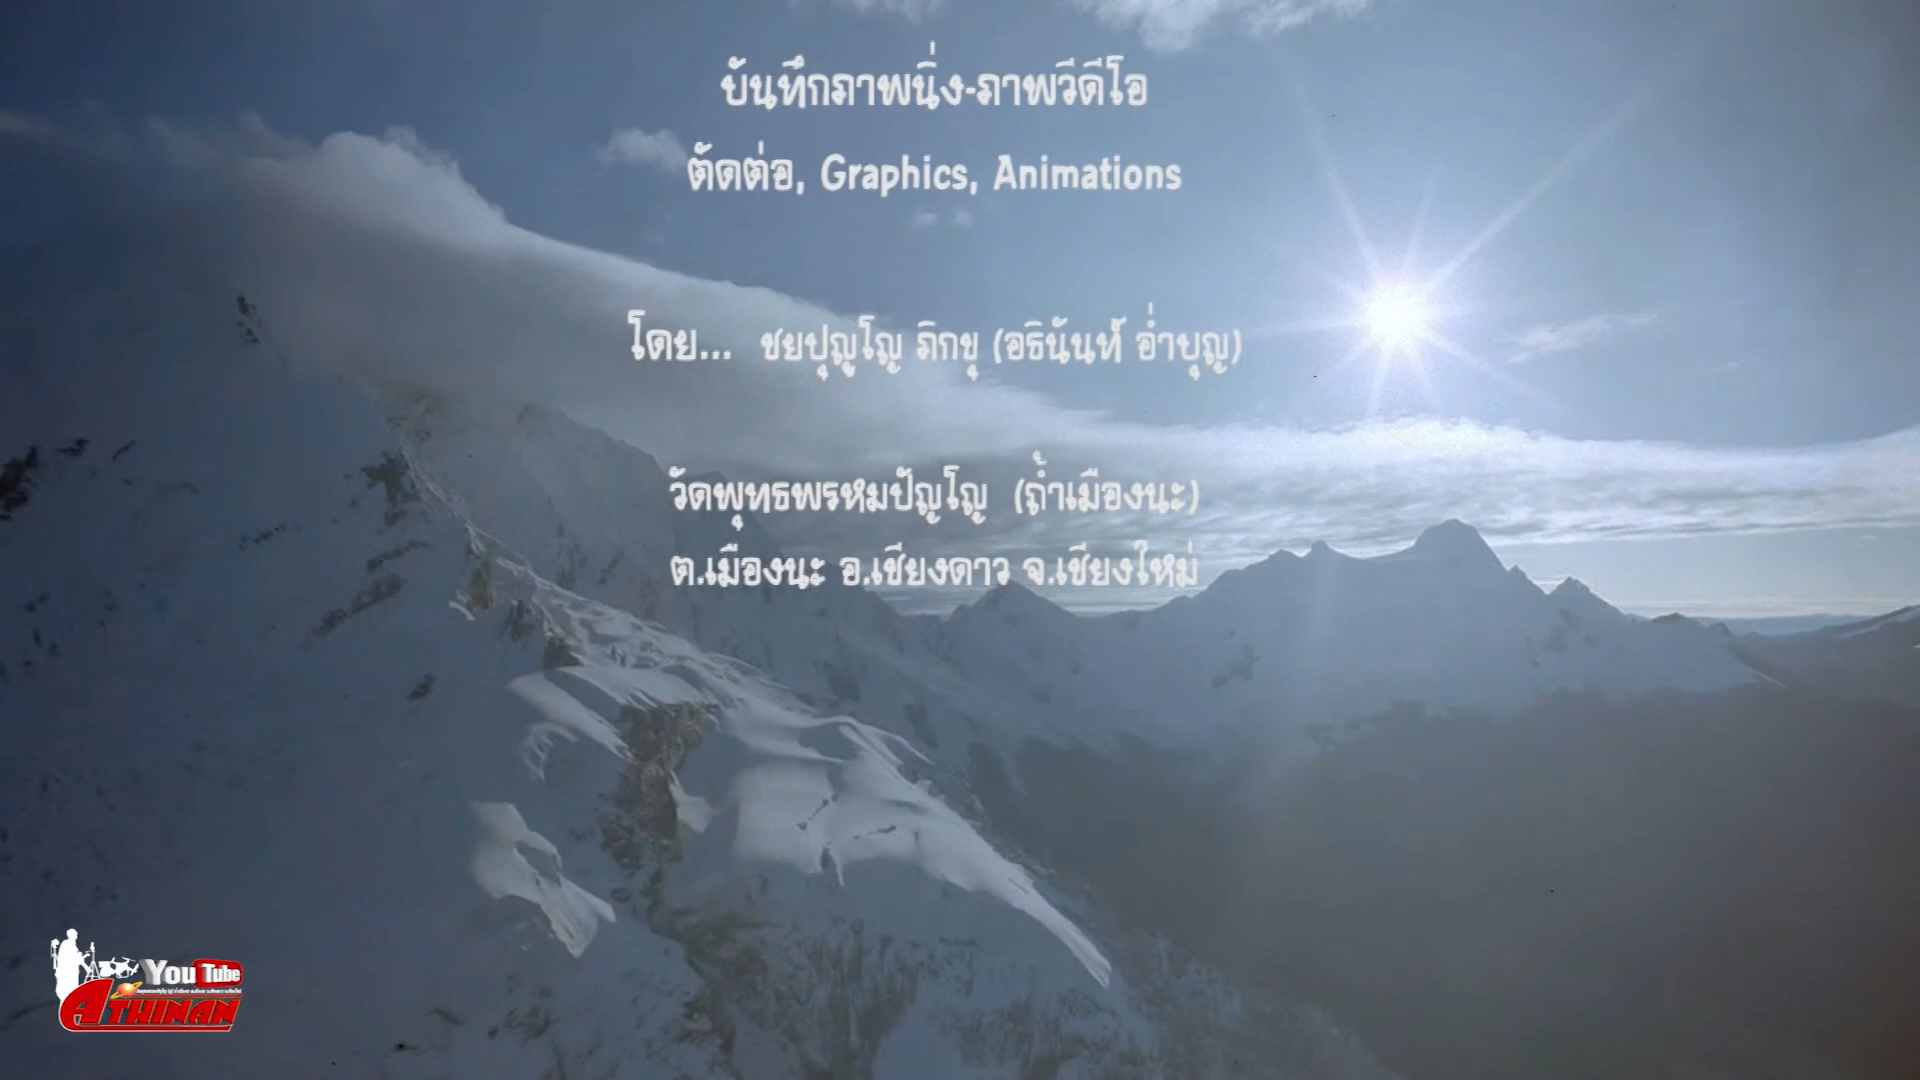 บันทึกภาพนิ่ง-ภาพวีดีโอ
ตัดต่อ, Graphics, Animations
โดย... ชยปุญโญ ภิกขุ (อธินันท์ อ่ำบุญ)
วัดพุทธพรหมปัญโญ (ถ้ำเมืองนะ)
ต.เมืองนะ อ.เชียงดาว จ.เชียงใหม่
YouTube
ATHINAN